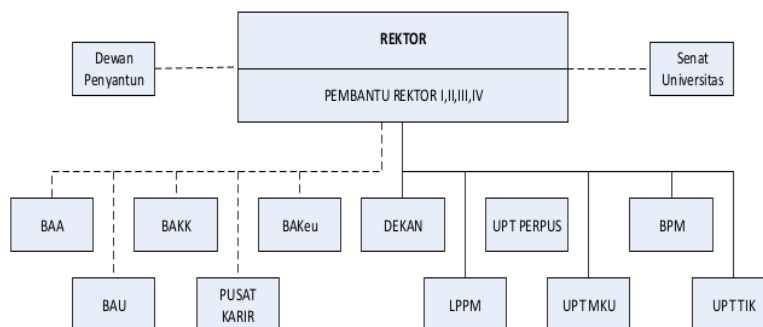 REKTOR
Dewan
Penyantun
Senat
Universitas
PEMBANTU REKTOR I,II,III,IV
BAA
BAKK
BAKeu
DEKAN
UPT PERPUS
BPM
BAU
PUSAT
KARIR
LPPM
UPT MKU
UPT TIK